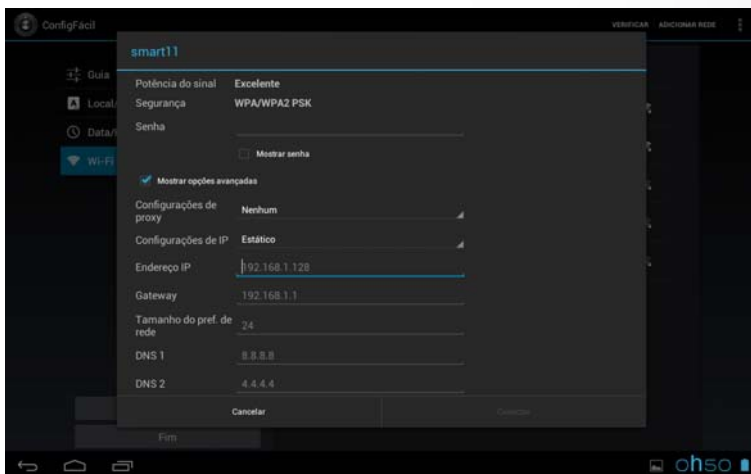 ConfigFácil
VERIFICAR ADICIONAR REDE
smart11
Guia
Local
Data/
Wi-Fi
Potência do sinal Excelente
Segurança WPA/WPA2 PSK
Senha
Mostrar senha
Mostrar opções avançadas
Configurações de
proxy
Nenhum
Configurações de IP Estático
Endereço IP 192.168.1.128
Gateway 192.168.1.1
Tamanho do pref. de
rede
24
DNS 1 8.8.8.8
DNS 2 4.4.4.4
Cancelar Conectar
Fim